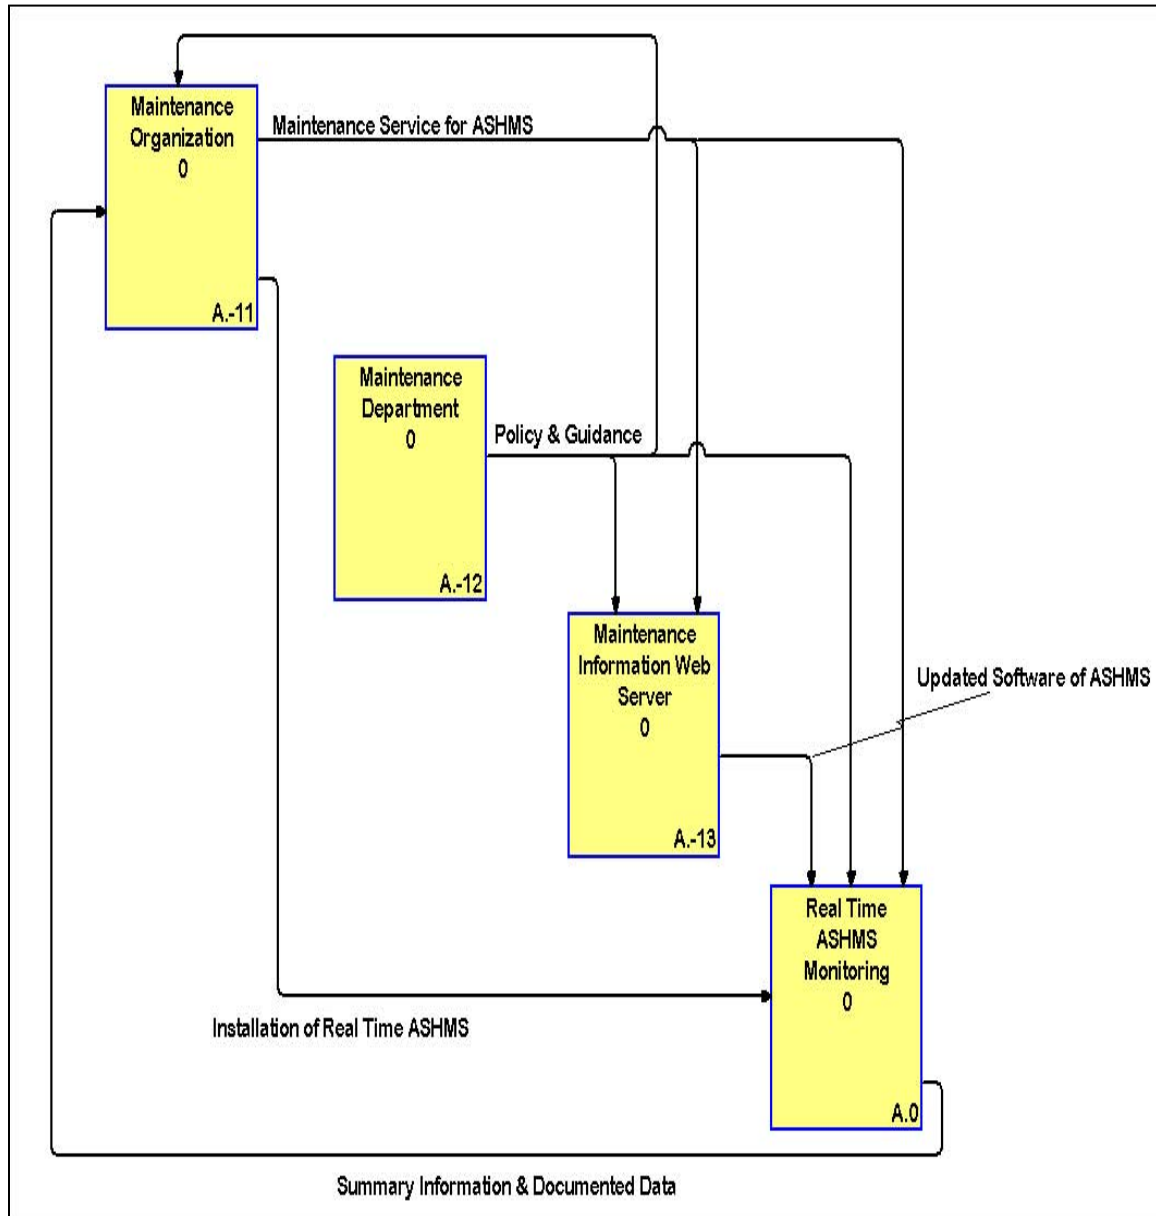 Maintenance
Organization
0
A.-11
Maintenance Service for ASHMS
Maintenance
Department
0
A.-12
Policy & Guidance
Maintenance
Information Web
Server
0
A.-13
Updated Software of ASHMS
Real Time
ASHMS
Monitoring
0
A.0
Installation of Real Time ASHMS
Summary Information & Documented Data